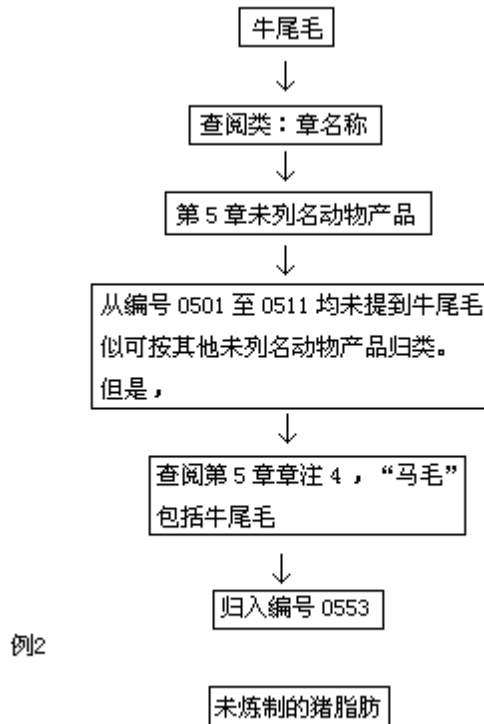 牛尾毛
查阅类：章名称
第5章未列名动物产品
从编号0501至0511均未提到牛尾毛
似可按其他未列名动物产品归类。
但是，
查阅第5章章注4，“马毛”
包括牛尾毛
归入编号0553
例2
未炼制的猪脂肪